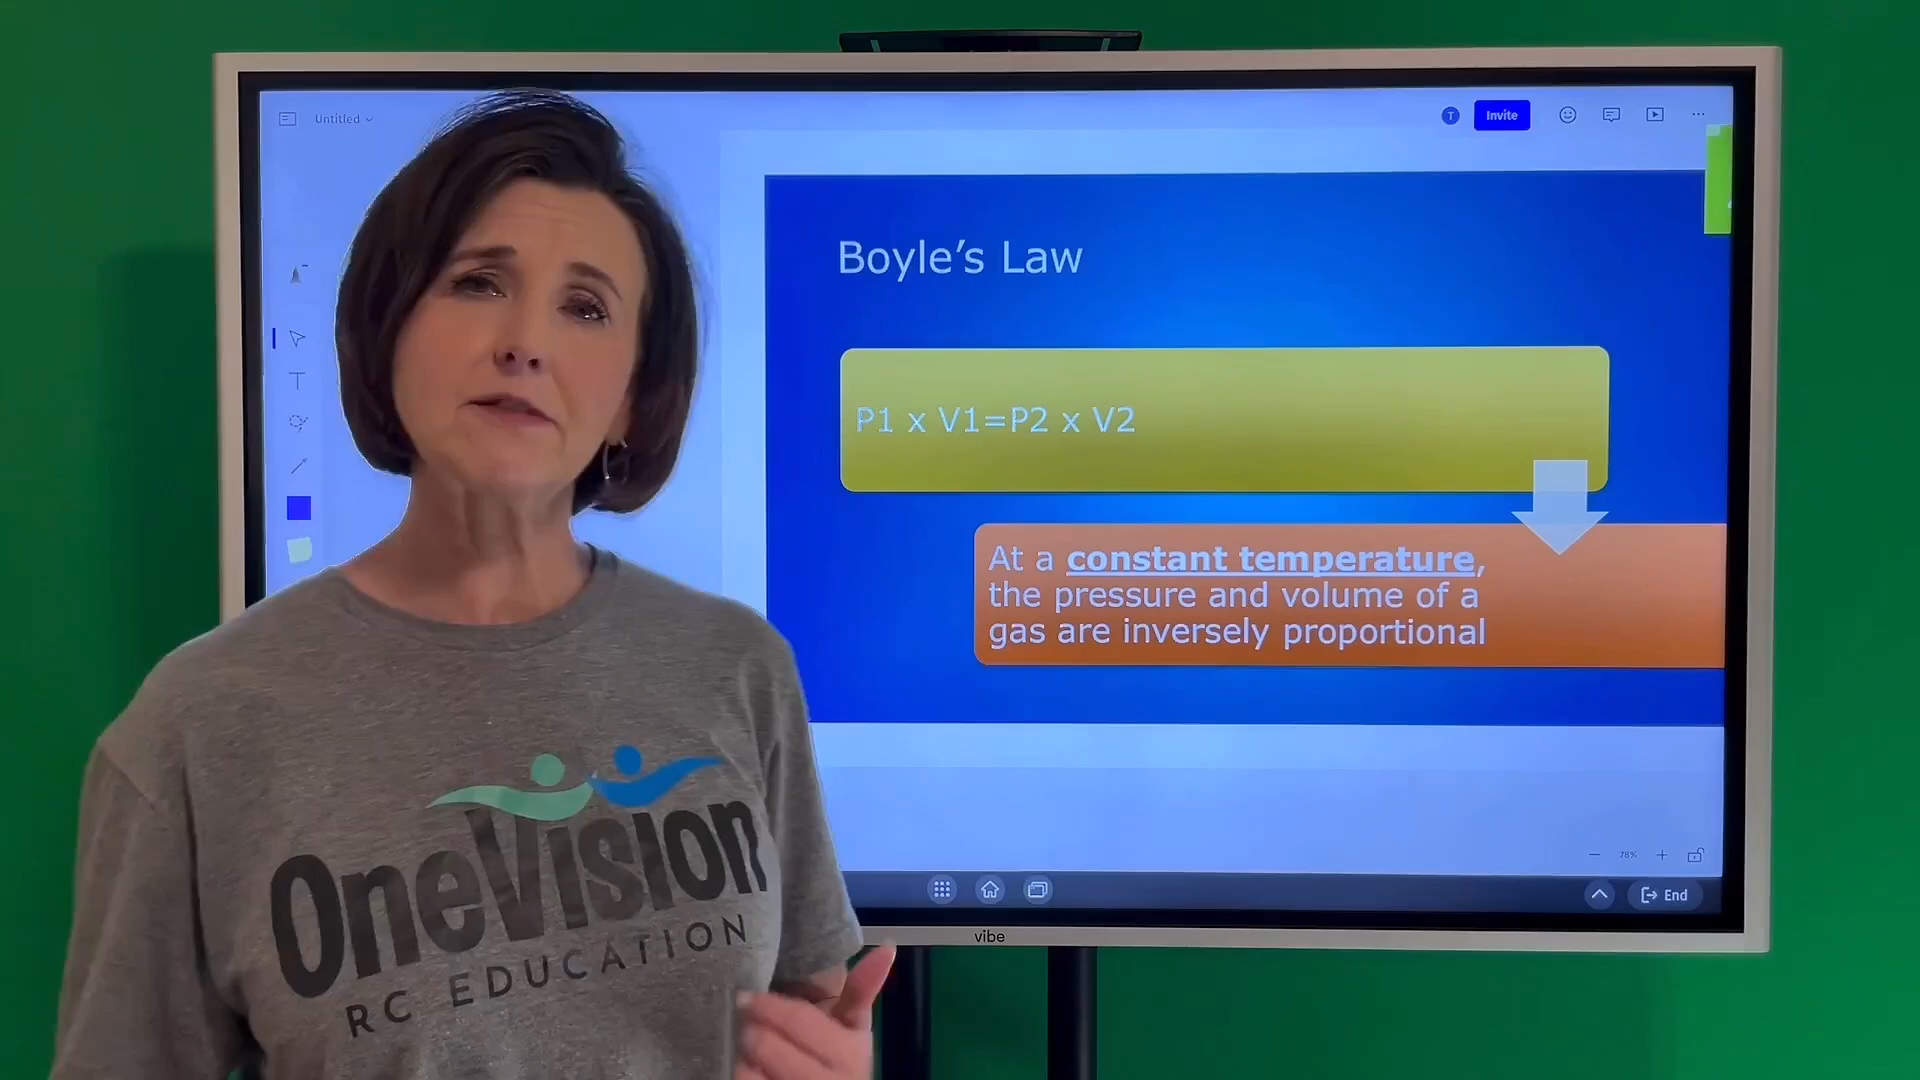 Untitled
T
Invite
Boyle's Law
P1 x V1=P2 x V2
At a constant temperature,
the pressure and volume of a
gas are inversely proportional
78%
End
vibe
OneVision
RC EDUCATION